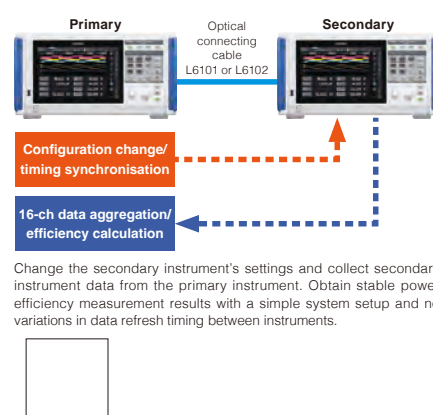 Primary
Optical
connecting
cable
L6101 or L6102
Secondary
Configuration change/
timing synchronisation
16-ch data aggregation/
efficiency calculation
Change the secondary instrument's settings and collect secondar
instrument data from the primary instrument. Obtain stable powe
efficiency measurement results with a simple system setup and n
variations in data refresh timing between instruments.